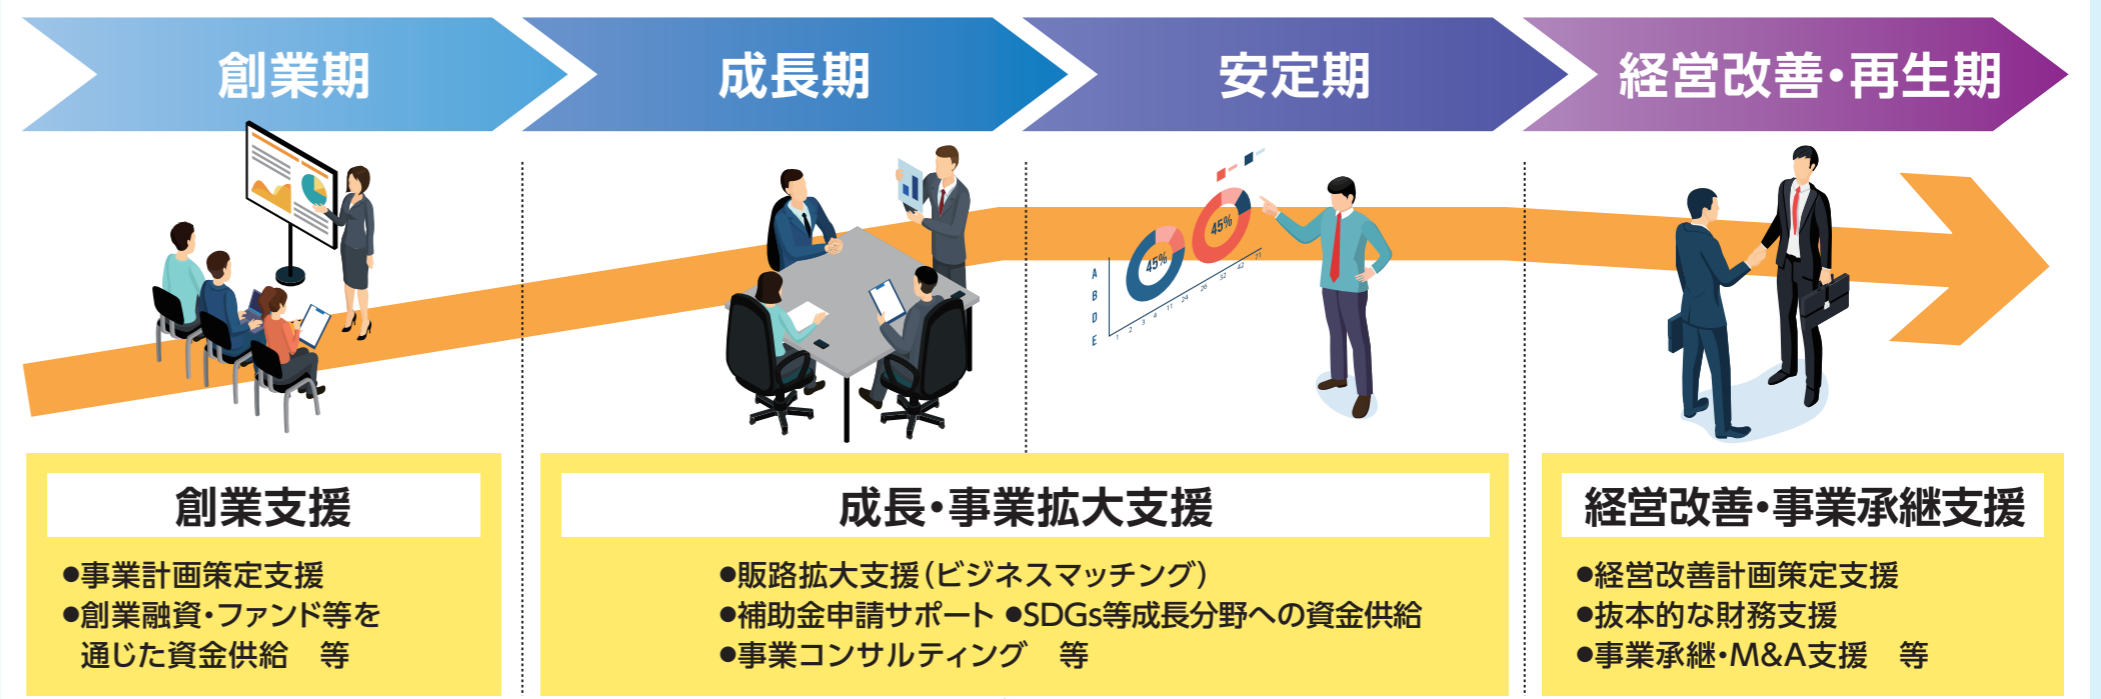 創業期
成長期
安定期
経営改善・再生期
45%
45%
A
B
D
E
創業支援
●事業計画策定支援
●創業融資・ファンド等を
通じた資金供給　等
成長・事業拡大支援
●販路拡大支援（ビジネスマッチング）
●補助金申請サポート ●SDGs等成長分野への資金供給
●事業コンサルティング　等
経営改善・事業承継支援
●経営改善計画策定支援
●抜本的な財務支援
●事業承継・M&A支援　等